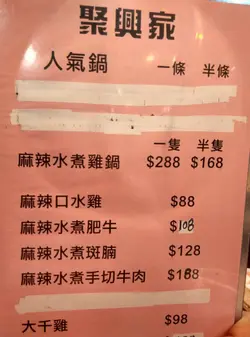 聚興家
人氣鍋 一條 半條
一隻 半隻
麻辣水煮雞鍋 $288 $168
麻辣口水雞 $88
麻辣水煮肥牛 $108
麻辣水煮斑腩 $128
麻辣水煮手切牛肉 $188
大千雞 $98